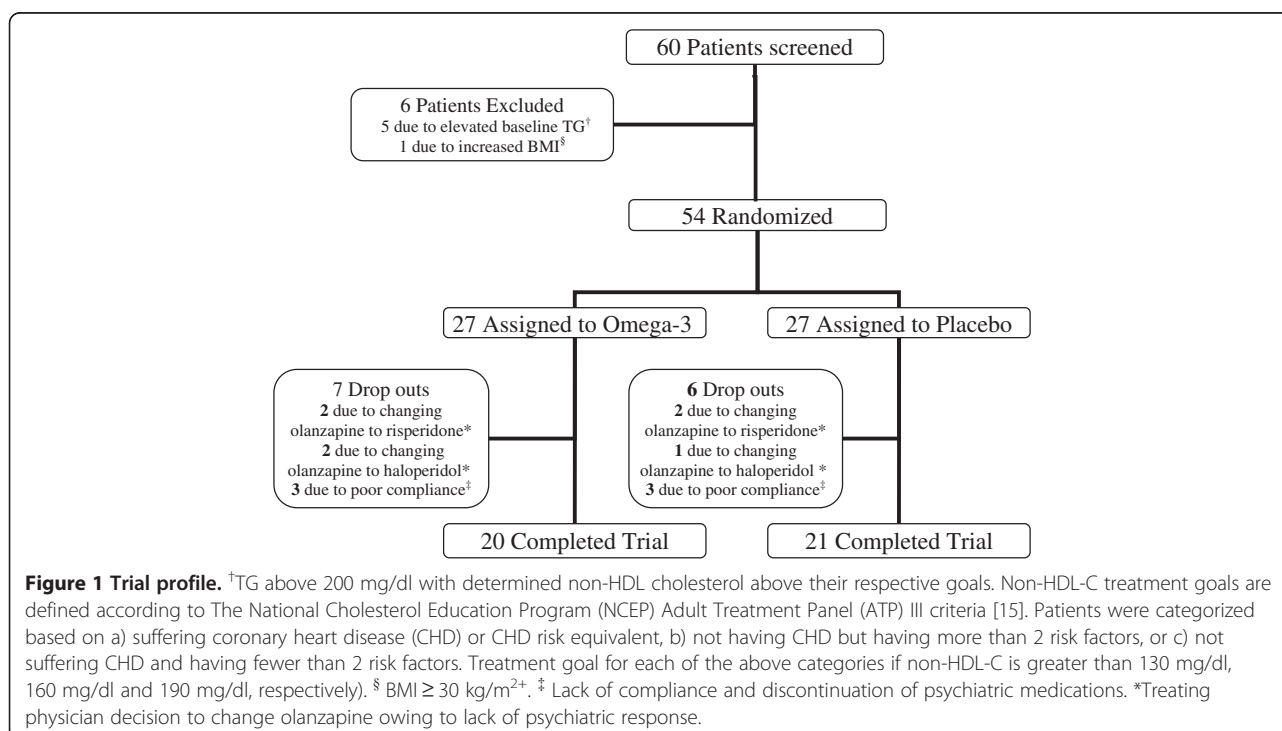 60 Patients screened
6 Patients Excluded
5 due to elevated baseline TG†
1 due to increased BMI§
54 Randomized
27 Assigned to Omega-3
27 Assigned to Placebo
7 Drop outs
2 due to changing
olanzapine to risperidone*
2 due to changing
olanzapine to haloperidol*
3 due to poor compliance‡
6 Drop outs
2 due to changing
olanzapine to risperidone*
1 due to changing
olanzapine to haloperidol *
3 due to poor compliance‡
20 Completed Trial
21 Completed Trial
Figure 1 Trial profile. †TG above 200 mg/dl with determined non-HDL cholesterol above their respective goals. Non-HDL-C treatment goals are
defined according to The National Cholesterol Education Program (NCEP) Adult Treatment Panel (ATP) III criteria [15]. Patients were categorized
based on a) suffering coronary heart disease (CHD) or CHD risk equivalent, b) not having CHD but having more than 2 risk factors, or c) not
suffering CHD and having fewer than 2 risk factors. Treatment goal for each of the above categories if non-HDL-C is greater than 130 mg/dl,
160 mg/dl and 190 mg/dl, respectively). § BMI ≥ 30 kg/m²⁺. ‡ Lack of compliance and discontinuation of psychiatric medications. *Treating
physician decision to change olanzapine owing to lack of psychiatric response.